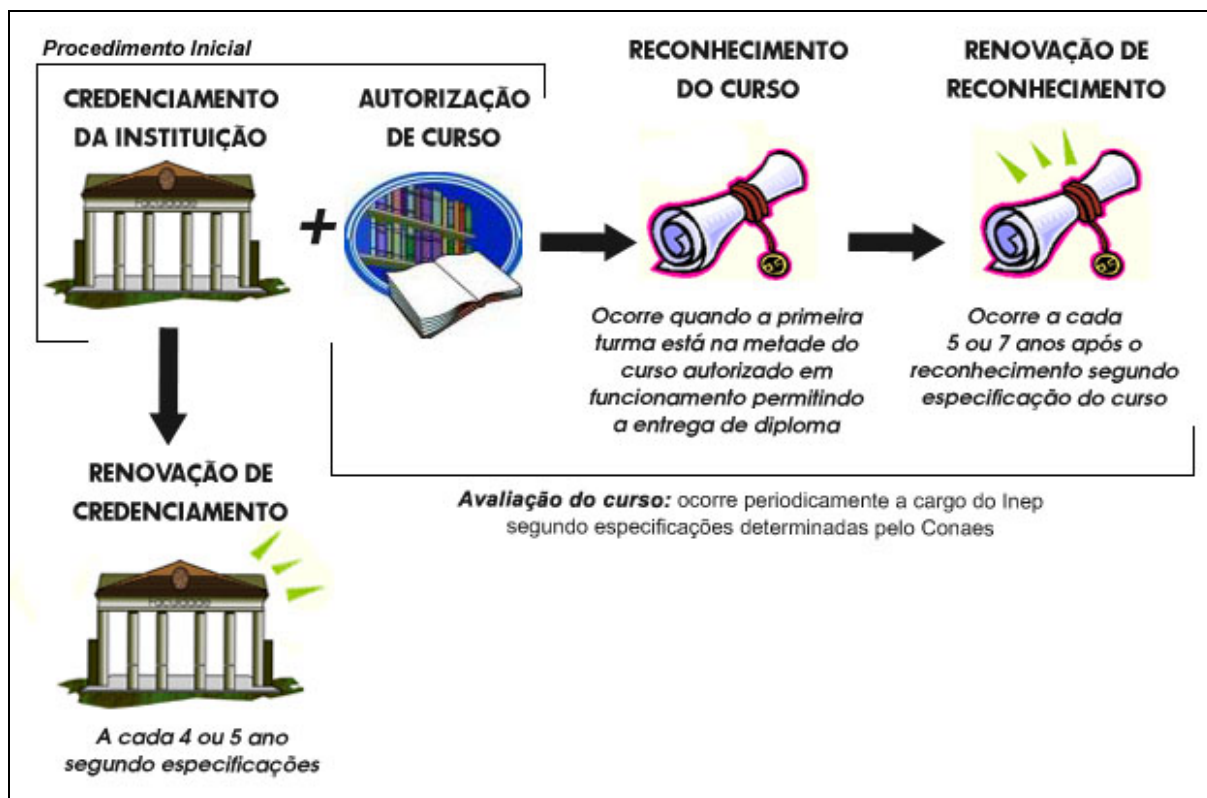 Procedimento Inicial
CREDENCIAMENTO
DA INSTITUIÇÃO
Faculdade
+
AUTORIZAÇÃO
DE CURSO
RECONHECIMENTO
DO CURSO
Ocorre quando a primeira
turma está na metade do
curso autorizado em
funcionamento permitindo
a entrega de diploma
RENOVAÇÃO DE
RECONHECIMENTO
Ocorre a cada
5 ou 7 anos após o
reconhecimento segundo
especificação do curso
Avaliação do curso: ocorre periodicamente a cargo do Inep
segundo especificações determinadas pelo Conaes
RENOVAÇÃO DE
CREDENCIAMENTO
Faculdade
A cada 4 ou 5 ano
segundo especificações